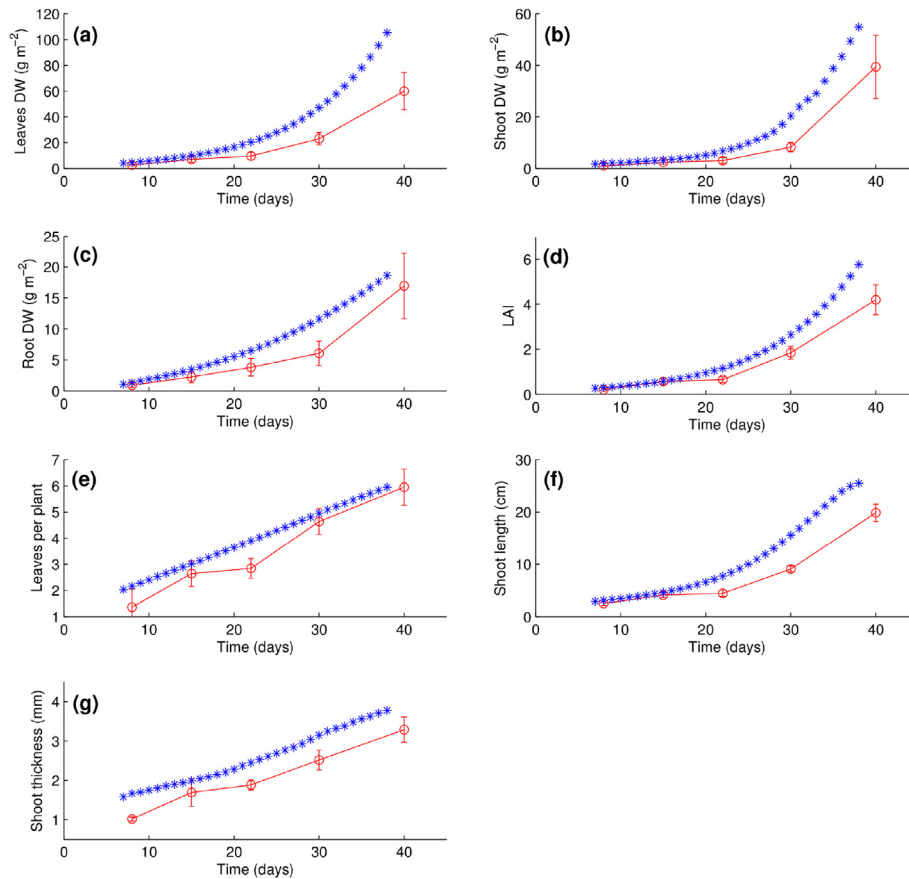 (a)
Leaves DW (g m⁻²)
120
100
80
60
40
20
0
0 10 20 30 40
Time (days)
(b)
Shoot DW (g m⁻²)
60
40
20
0
0 10 20 30 40
Time (days)
(c)
Root DW (g m⁻²)
25
20
15
10
5
0
0 10 20 30 40
Time (days)
(d)
LAI
6
4
2
0
0 10 20 30 40
Time (days)
(e)
Leaves per plant
7
6
5
4
3
2
1
0 10 20 30 40
Time (days)
(f)
Shoot length (cm)
30
20
10
0
0 10 20 30 40
Time (days)
(g)
Shoot thickness (mm)
4
3
2
1
0 10 20 30 40
Time (days)